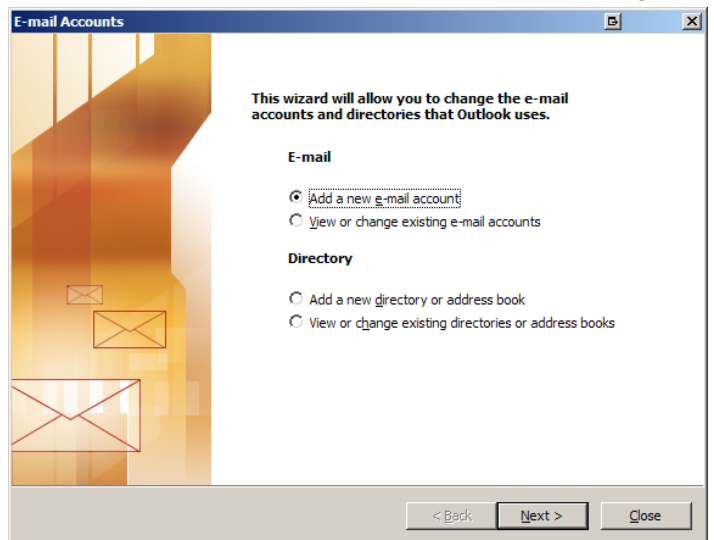 E-mail Accounts
This wizard will allow you to change the e-mail
accounts and directories that Outlook uses.
E-mail
Add a new e-mail account
View or change existing e-mail accounts
Directory
Add a new directory or address book
View or change existing directories or address books
< Back
Next >
Close